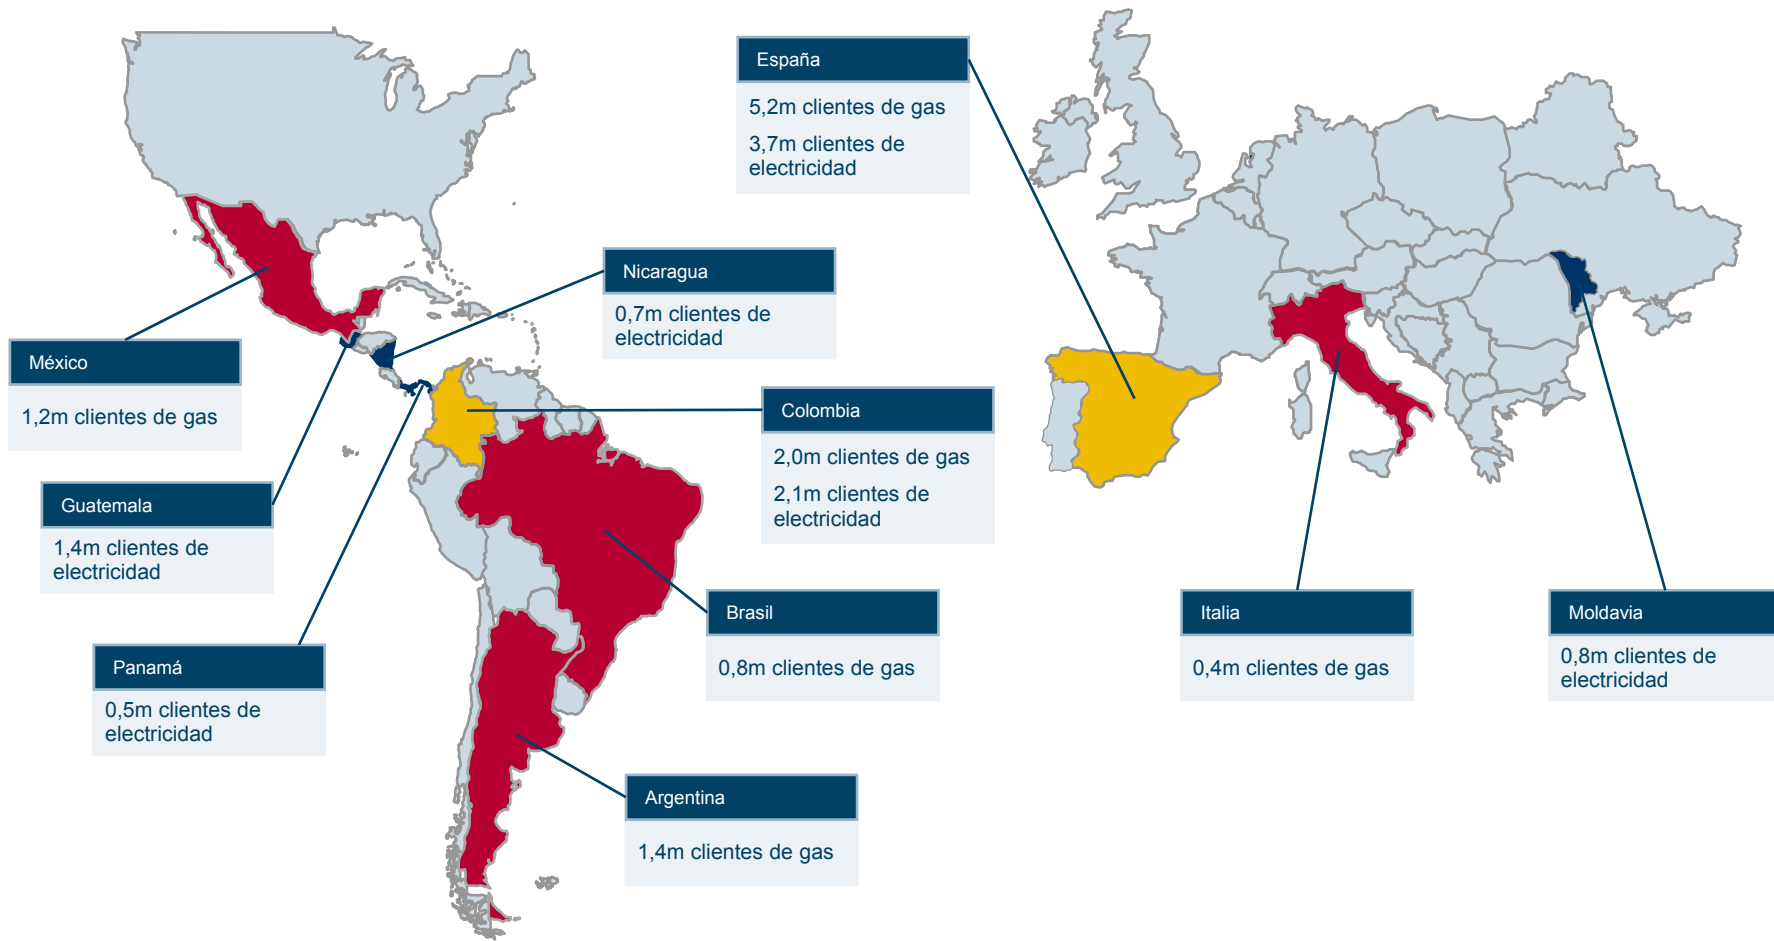 España
5,2m clientes de gas
3,7m clientes de
electricidad
Nicaragua
0,7m clientes de
electricidad
México
1,2m clientes de gas
Colombia
2,0m clientes de gas
2,1m clientes de
electricidad
Guatemala
1,4m clientes de
electricidad
Brasil
0,8m clientes de gas
Italia
0,4m clientes de gas
Moldavia
0,8m clientes de
electricidad
Panamá
0,5m clientes de
electricidad
Argentina
1,4m clientes de gas